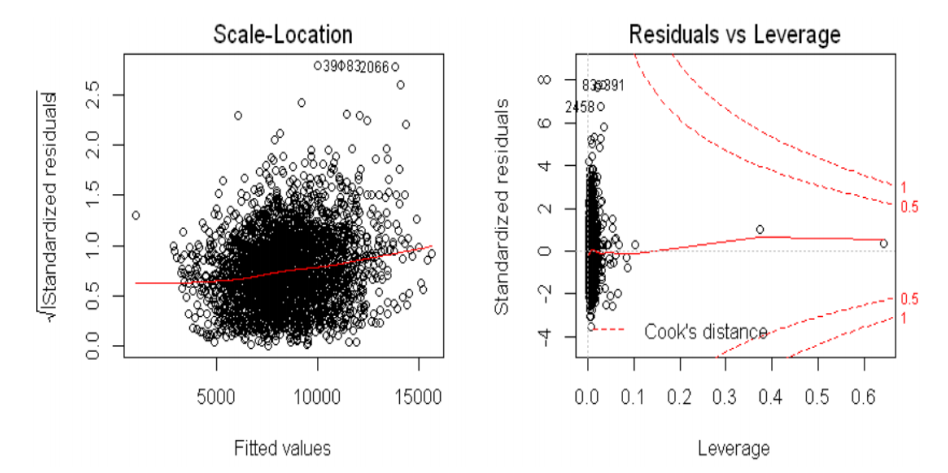 Scale-Location
√|Standardized residuals|
2.5
2.0
1.5
1.0
0.5
0.0
2066
5000 10000 15000
Fitted values
Residuals vs Leverage
Standardized residuals
8
6
4
2
0
-2
-4
391
2458
1
0.5
0.5
1
Cook's distance
0.0 0.1 0.2 0.3 0.4 0.5 0.6
Leverage